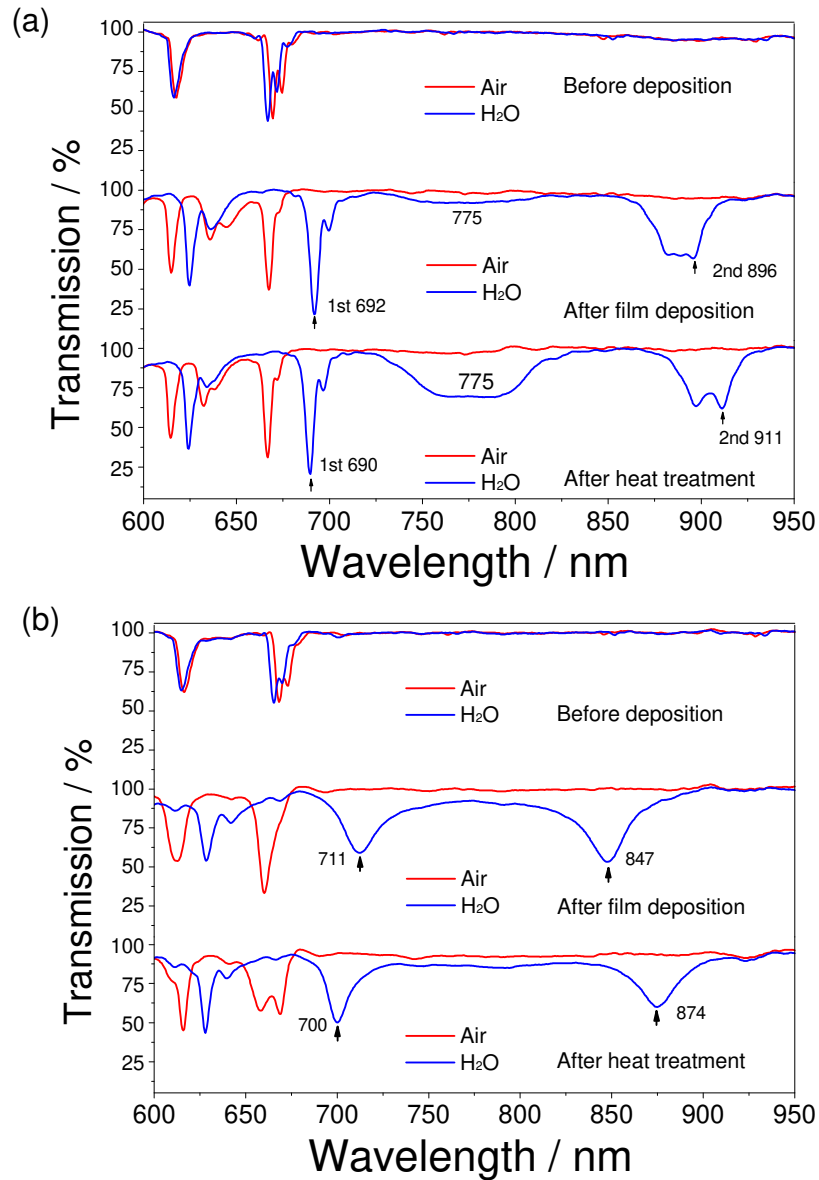 (a)
100
75
50
25
Air
H₂O
Before deposition
100
75
50
25
775
1st 692
Air
H₂O
2nd 896
After film deposition
100
75
50
25
775
1st 690
Air
H₂O
2nd 911
After heat treatment
Transmission / %
600 650 700 750 800 850 900 950
Wavelength / nm
(b)
100
75
50
25
Air
H₂O
Before deposition
100
75
50
25
711
847
Air
H₂O
After film deposition
100
75
50
25
700
874
Air
H₂O
After heat treatment
Transmission / %
600 650 700 750 800 850 900 950
Wavelength / nm